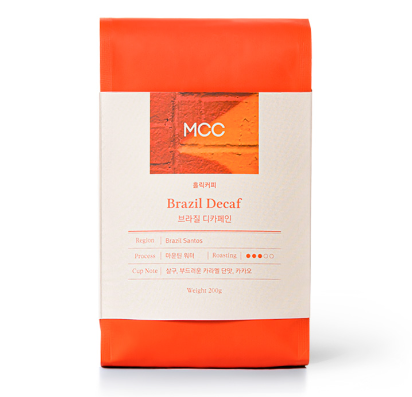 MCC
홀릭커피
Brazil Decaf
브라질 디카페인
Region Brazil Santos
Process 마운틴 워터 Roasting
Cup Note 살구, 부드러운 카라멜 단맛, 카카오
Weight 200g